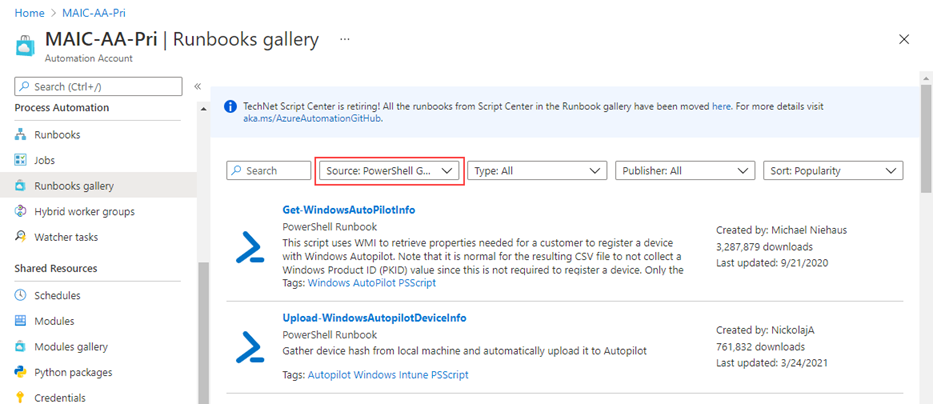 Home > MAIC-AA-Pri
MAIC-AA-Pri | Runbooks gallery ...
Automation Account
Search (Ctrl+/)
«
Process Automation
Runbooks
Jobs
Runbooks gallery
Hybrid worker groups
Watcher tasks
Shared Resources
Schedules
Modules
Modules gallery
Python packages
Credentials
TechNet Script Center is retiring! All the runbooks from Script Center in the Runbook gallery have been moved here. For more details visit
aka.ms/AzureAutomationGitHub.
Search
Source: PowerShell G...
Type: All
Publisher: All
Sort: Popularity
Get-WindowsAutoPilotInfo
PowerShell Runbook
This script uses WMI to retrieve properties needed for a customer to register a device
with Windows Autopilot. Note that it is normal for the resulting CSV file to not collect a
Windows Product ID (PKID) value since this is not required to register a device. Only the
Tags: Windows AutoPilot PSScript
Created by: Michael Niehaus
3,287,879 downloads
Last updated: 9/21/2020
Upload-WindowsAutopilotDeviceInfo
PowerShell Runbook
Gather device hash from local machine and automatically upload it to Autopilot
Tags: Autopilot Windows Intune PSScript
Created by: NickolajA
761,832 downloads
Last updated: 3/24/2021